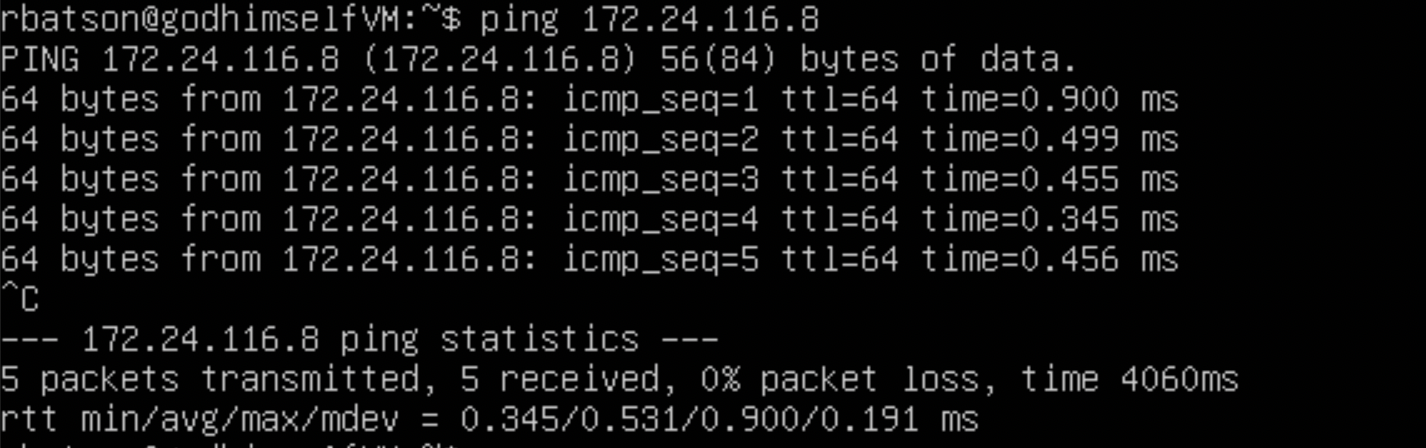 rbatson@godhimselfVM:~$ ping 172.24.116.8
PING 172.24.116.8 (172.24.116.8) 56(84) bytes of data.
64 bytes from 172.24.116.8: icmp_seq=1 ttl=64 time=0.900 ms
64 bytes from 172.24.116.8: icmp_seq=2 ttl=64 time=0.499 ms
64 bytes from 172.24.116.8: icmp_seq=3 ttl=64 time=0.455 ms
64 bytes from 172.24.116.8: icmp_seq=4 ttl=64 time=0.345 ms
64 bytes from 172.24.116.8: icmp_seq=5 ttl=64 time=0.456 ms
^C
--- 172.24.116.8 ping statistics ---
5 packets transmitted, 5 received, 0% packet loss, time 4060ms
rtt min/avg/max/mdev = 0.345/0.531/0.900/0.191 ms